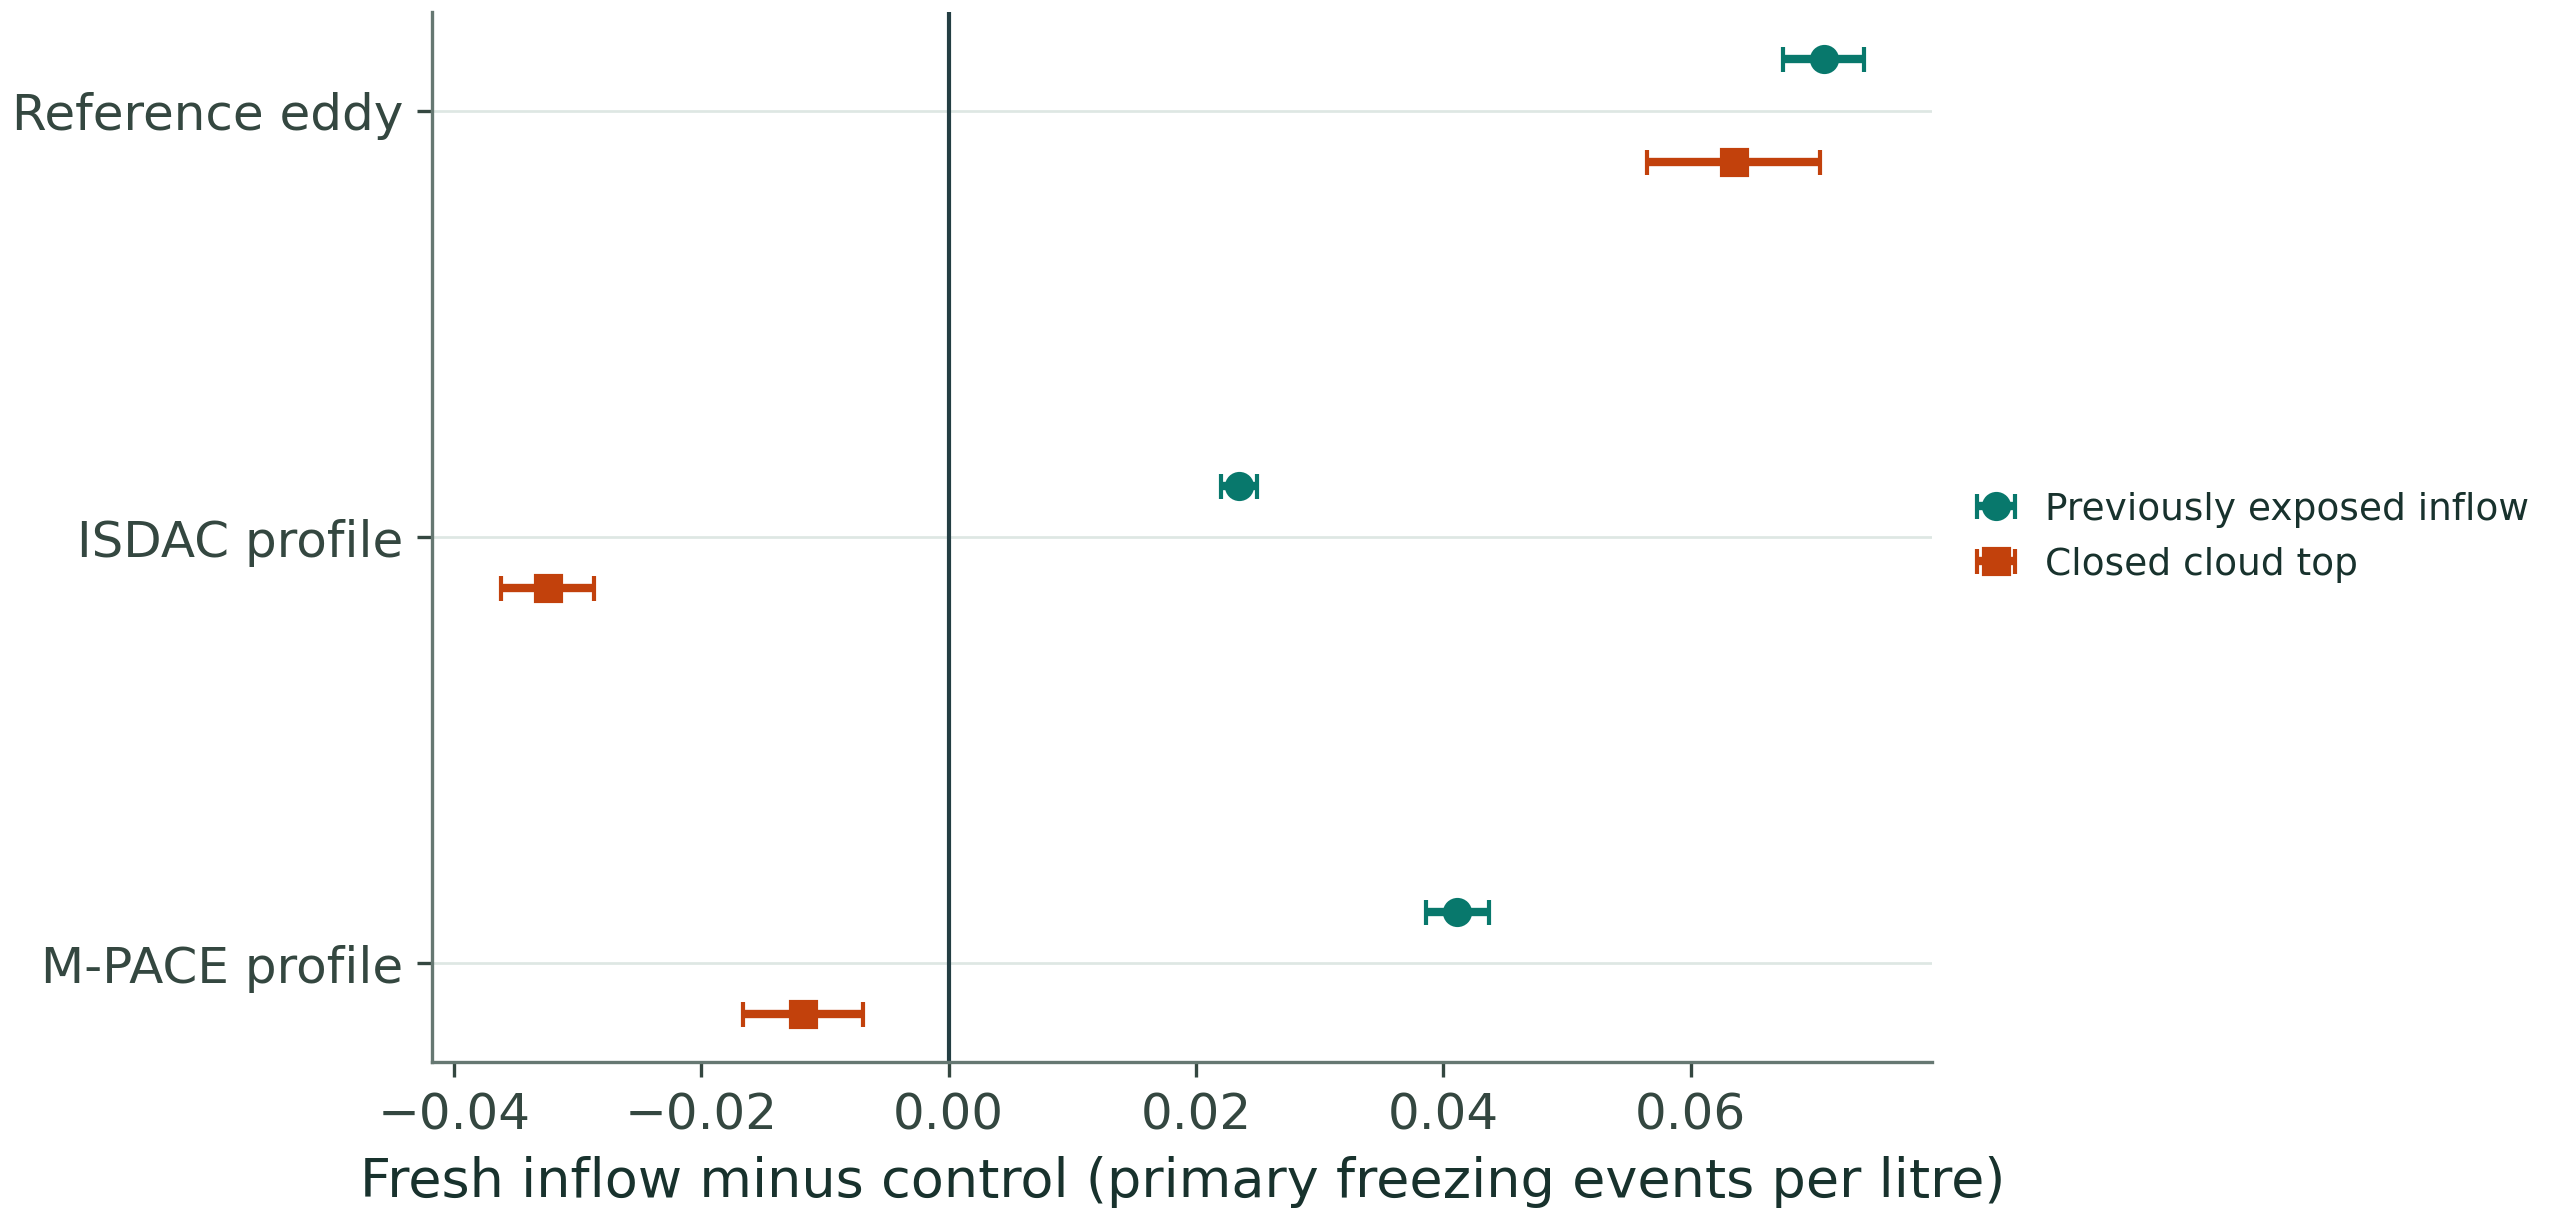 Reference eddy
ISDAC profile
M-PACE profile
Previously exposed inflow
Closed cloud top
−0.04 −0.02 0.00 0.02 0.04 0.06
Fresh inflow minus control (primary freezing events per litre)